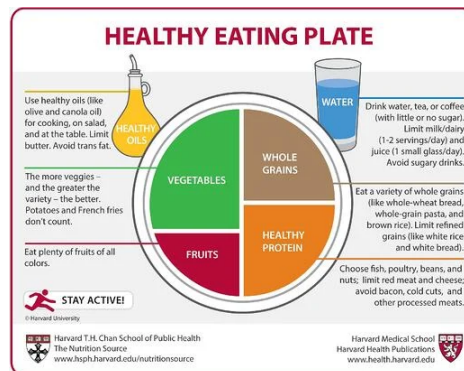 HEALTHY EATING PLATE
Use healthy oils (like
olive and canola oil)
for cooking, on salad,
and at the table. Limit
butter. Avoid trans fat.
HEALTHY
OILS
The more veggies –
and the greater the
variety – the better.
Potatoes and French fries
don't count.
Eat plenty of fruits of all
colors.
VEGETABLES
FRUITS
WHOLE
GRAINS
HEALTHY
PROTEIN
WATER
Drink water, tea, or coffee
(with little or no sugar).
Limit milk/dairy
(1-2 servings/day) and
juice (1 small glass/day).
Avoid sugary drinks.
Eat a variety of whole grains
(like whole-wheat bread,
whole-grain pasta, and
brown rice). Limit refined
grains (like white rice
and white bread).
Choose fish, poultry, beans, and
nuts; limit red meat and cheese;
avoid bacon, cold cuts, and
other processed meats.
STAY ACTIVE!
© Harvard University
Harvard T.H. Chan School of Public Health
The Nutrition Source
www.hsph.harvard.edu/nutritionsource
Harvard Medical School
Harvard Health Publications
www.health.harvard.edu